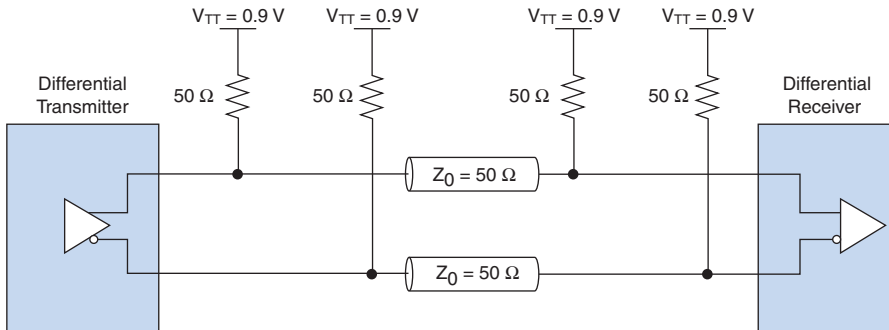 V_TT = 0.9 V V_TT = 0.9 V V_TT = 0.9 V V_TT = 0.9 V
Differential
Transmitter
50 Ω 50 Ω 50 Ω 50 Ω
Differential
Receiver
Z_0 = 50 Ω
Z_0 = 50 Ω